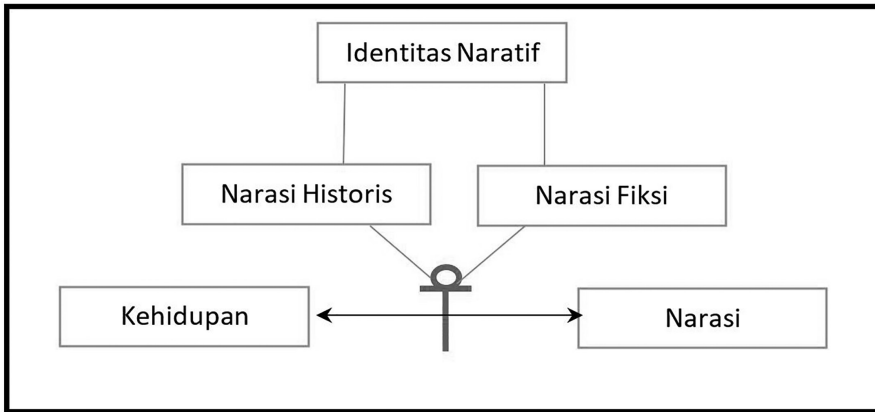 Identitas Naratif
Narasi Historis
Narasi Fiksi
Kehidupan
Narasi